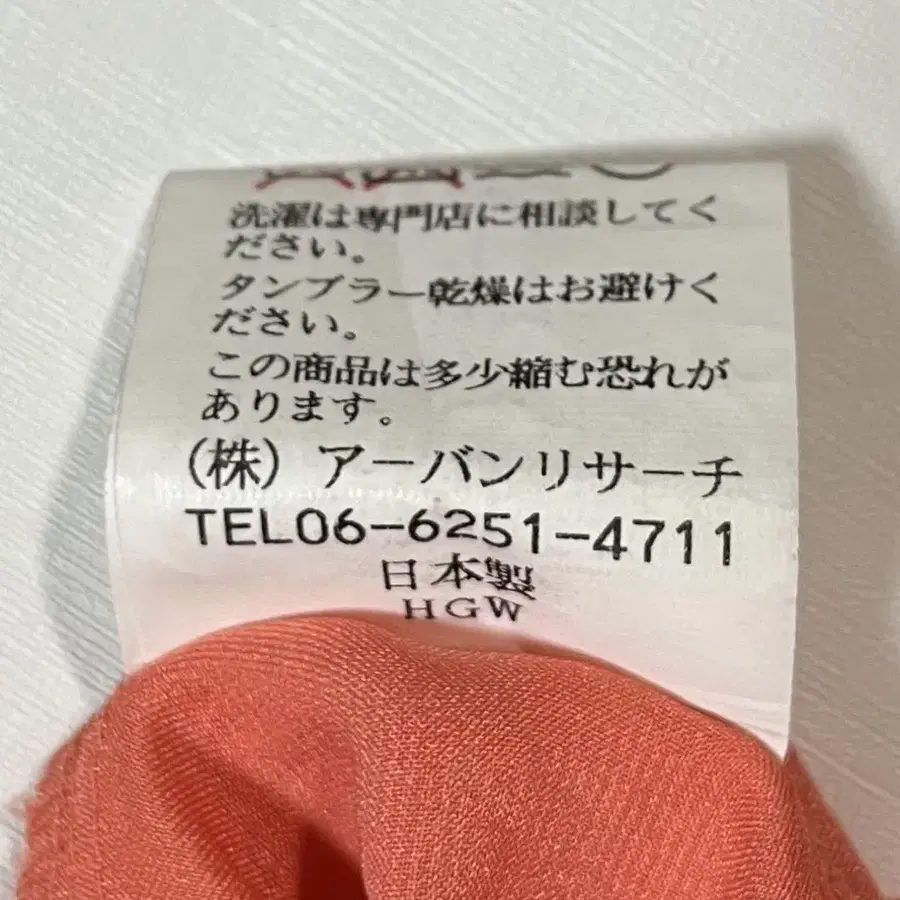 洗濯は専門店に相談してく
ださい。
タンブラー乾燥はお避けく
ださい。
この商品は多少縮む恐れが
あります。
(株) アーバンリサーチ
TEL06-6251-4711
日本製
HGW